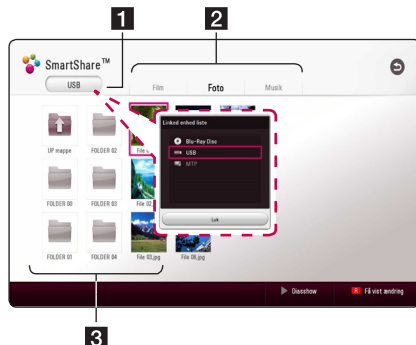 1
2
SmartShare™
USB
Film
Foto
Musik
Linked enhed liste
Blu-Ray Disc
USB
MTP
Luk
UP mappe
FOLDER 02
FOLDER 00
FOLDER 03
File 02.
FOLDER 01
FOLDER 04
File 03.jpg
File 06.jpg
Diasshow
R Få vist ændring
3